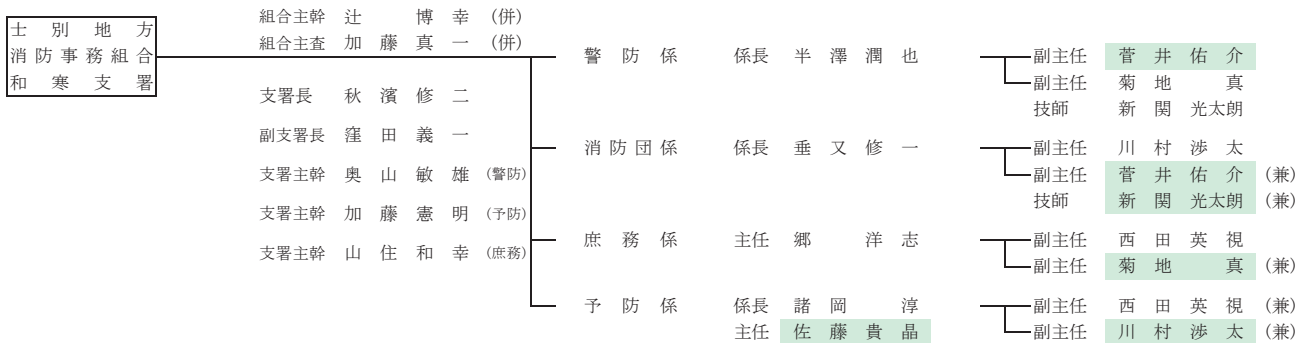 士別地方
消防事務組合
和寒支署
組合主幹 辻 博幸 (併)
組合主査 加藤真一 (併)
支署長 秋濱修二
副支署長 窪田義一
支署主幹 奥山敏雄 (警防)
支署主幹 加藤憲明 (予防)
支署主幹 山住和幸 (庶務)
警防係 係長 半澤潤也
副主任 菅井佑介
副主任 菊地 真
技師 新関光太朗
消防団係 係長 垂又修一
副主任 川村渉太
副主任 菅井佑介 (兼)
技師 新関光太朗 (兼)
庶務係 主任 郷 洋志
副主任 西田英視
副主任 菊地 真 (兼)
予防係 係長 諸岡 淳
主任 佐藤貴晶
副主任 西田英視 (兼)
副主任 川村渉太 (兼)